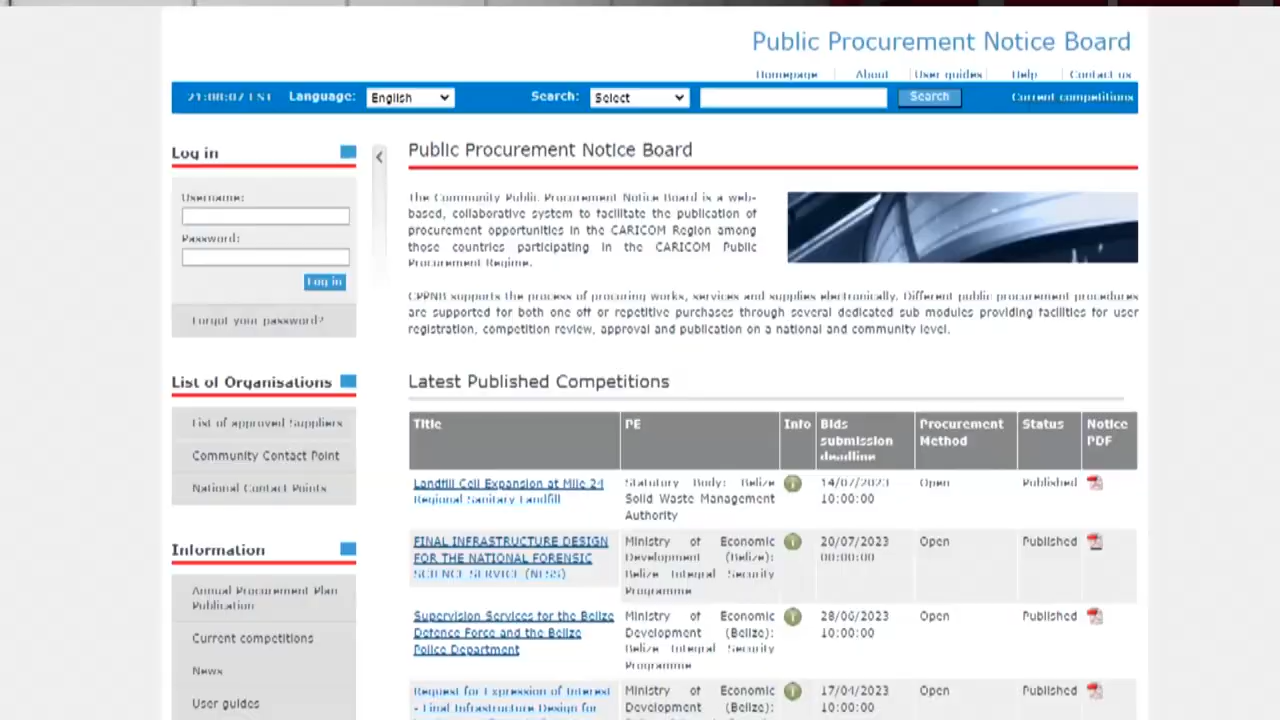 Public Procurement Notice Board
Homepage About User guides Help Contact us
21:08:07 EST Language: English Search: Select Search Current competitions
Log in
Username:
Password:
Log in
Forgot your password?
List of Organisations
List of approved Suppliers
Community Contact Point
National Contact Points
Information
Annual Procurement Plan
Publication
Current competitions
News
User guides
Public Procurement Notice Board
The Community Public Procurement Notice Board is a web-
based, collaborative system to facilitate the publication of
procurement opportunities in the CARICOM Region among
those countries participating in the CARICOM Public
Procurement Regime.
CPPNB supports the process of procuring works, services and supplies electronically. Different public procurement procedures
are supported for both one off or repetitive purchases through several dedicated sub modules providing facilities for user
registration, competition review, approval and publication on a national and community level.
Latest Published Competitions
Title PE Info Bids submission deadline Procurement Method Status Notice PDF
Landfill Cell Expansion at Mile 24 Statutory Body: Belize 14/07/2023 Open Published
Regional Sanitary Landfill Solid Waste Management 10:00:00
Authority
FINAL INFRASTRUCTURE DESIGN Ministry of Economic 20/07/2023 Open Published
FOR THE NATIONAL FORENSIC Development (Belize): 00:00:00
SCIENCE SERVICE (NFSS) Belize Integral Security
Programme
Supervision Services for the Belize Ministry of Economic 28/06/2023 Open Published
Defence Force and the Belize Development (Belize): 10:00:00
Police Department Belize Integral Security
Programme
Request for Expression of Interest Ministry of Economic 17/04/2023 Open Published
- Final Infrastructure Design for Development (Belize): 10:00:00